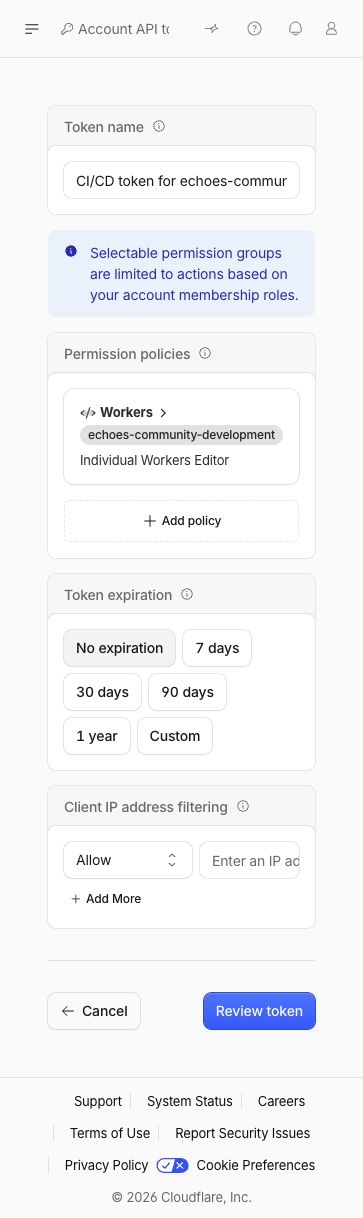 Account API to
Token name
CI/CD token for echoes-commun
Selectable permission groups
are limited to actions based on
your account membership roles.
Permission policies
Workers
echoes-community-development
Individual Workers Editor
Add policy
Token expiration
No expiration 7 days
30 days 90 days
1 year Custom
Client IP address filtering
Allow Enter an IP ad
+ Add More
← Cancel Review token
Support System Status Careers
Terms of Use Report Security Issues
Privacy Policy Cookie Preferences
© 2026 Cloudflare, Inc.